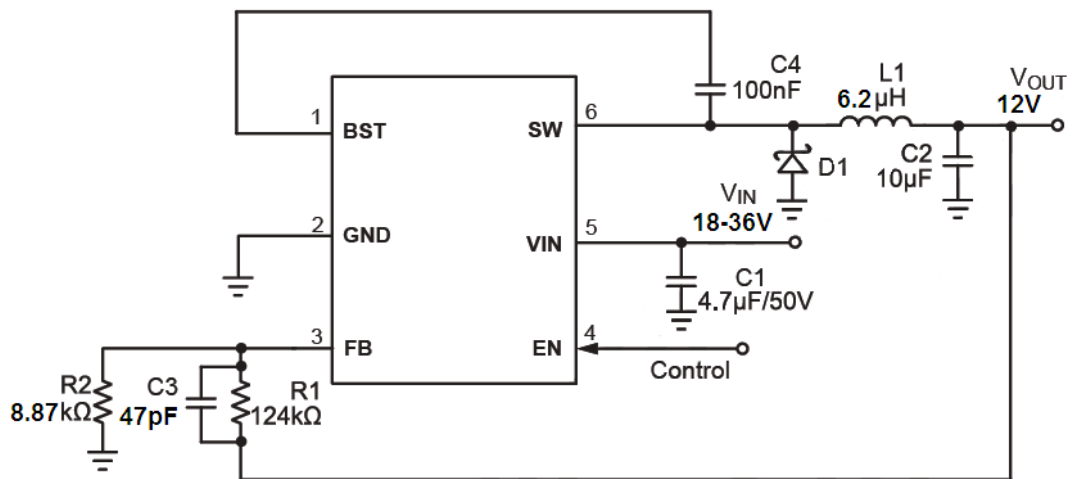 C4
100nF
L1
6.2µH
VOUT
12V
1
BST
SW
6
C2
10µF
D1
VIN
18-36V
2
GND
VIN
5
C1
4.7µF/50V
3
FB
EN
4
Control
R2
8.87kΩ
C3
47pF
R1
124kΩ